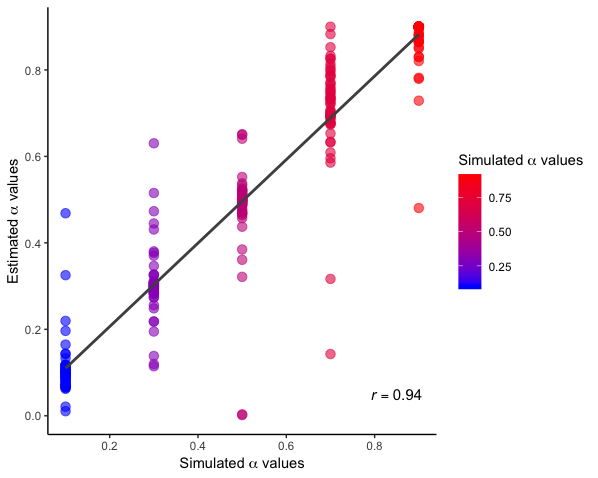 0.8
0.6
0.4
0.2
0.0
Estimated α values
0.2 0.4 0.6 0.8
Simulated α values
r = 0.94
Simulated α values
0.75
0.50
0.25